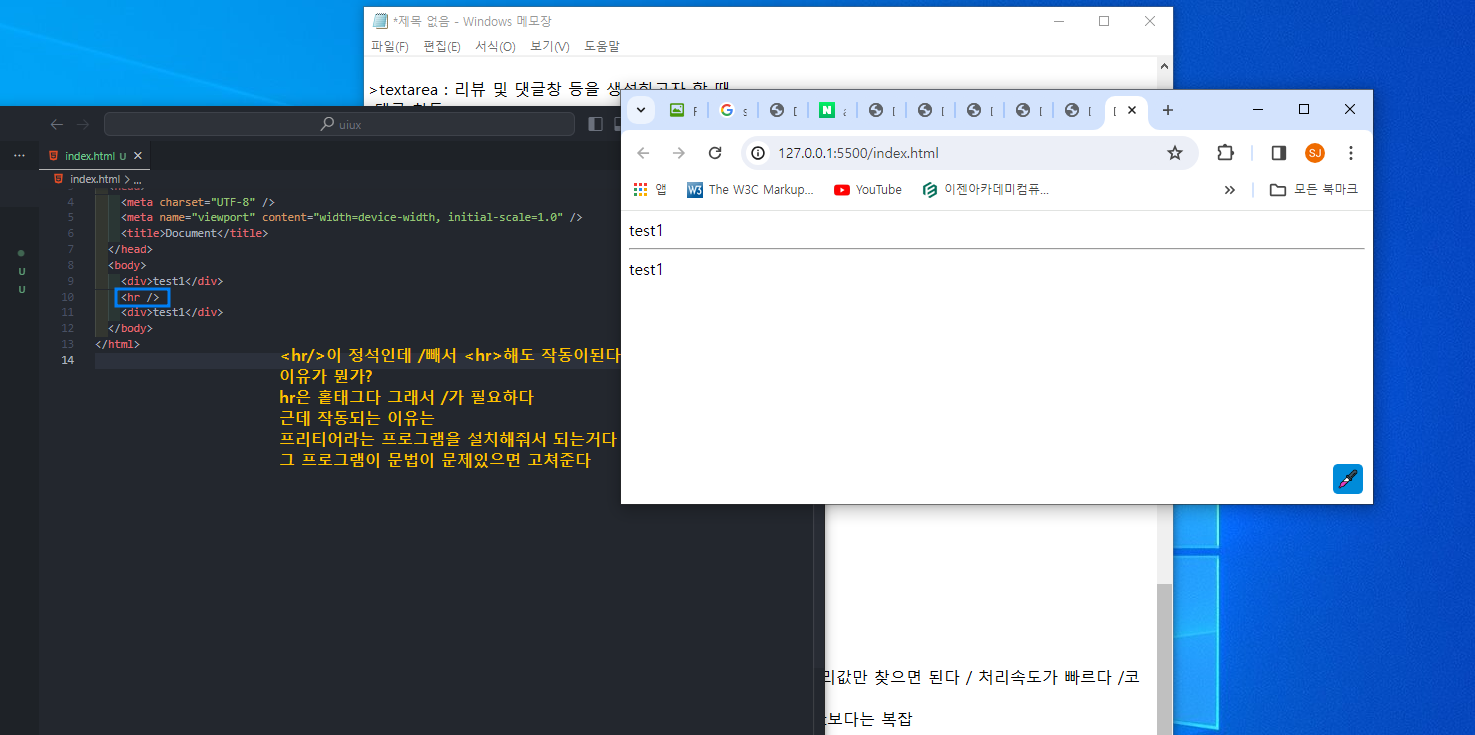 *제목 없음 - Windows 메모장
파일(F) 편집(E) 서식(O) 보기(V) 도움말
>textarea : 리뷰 및 댓글창 등을 생성하고자 할 때
uiux
index.html U
index.html > ...
4 <meta charset="UTF-8" />
5 <meta name="viewport" content="width=device-width, initial-scale=1.0" />
6 <title>Document</title>
7 </head>
8 <body>
9 <div>test1</div>
10 <hr />
11 <div>test1</div>
12 </body>
13 </html>
14
<hr/>이 정석인데 /빼서 <hr>해도 작동이된다
이유가 뭔가?
hr은 홑태그다 그래서 /가 필요하다
근데 작동되는 이유는
프리티어라는 프로그램을 설치해줘서 되는거다
그 프로그램이 문법이 문제있으면 고쳐준다
U
U
127.0.0.1:5500/index.html
SJ
앱 The W3C Markup... YouTube 이젠아카데미컴퓨... » 모든 북마크
test1
test1
리값만 찾으면 된다 / 처리속도가 빠르다 /코
보다는 복잡